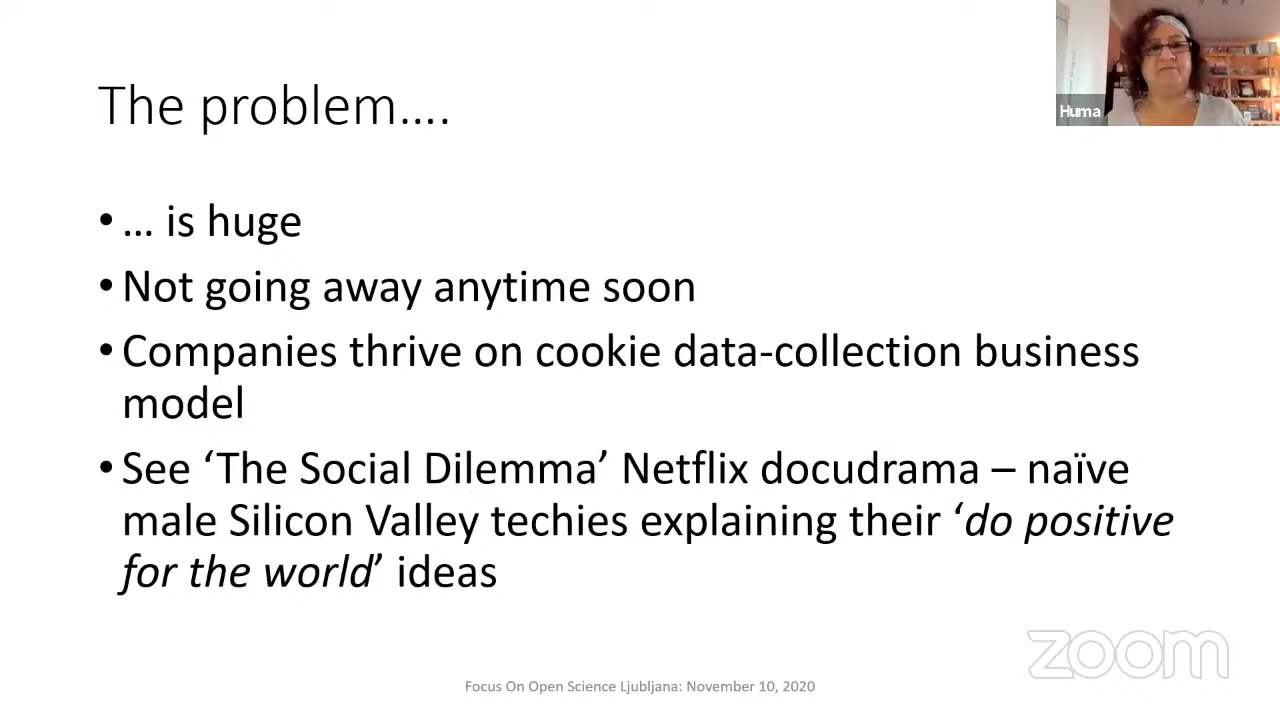 The problem….
Huma
• … is huge
• Not going away anytime soon
• Companies thrive on cookie data-collection business
model
• See ‘The Social Dilemma’ Netflix docudrama – naïve
male Silicon Valley techies explaining their ‘do positive
for the world’ ideas
zoom
Focus On Open Science Ljubljana: November 10, 2020